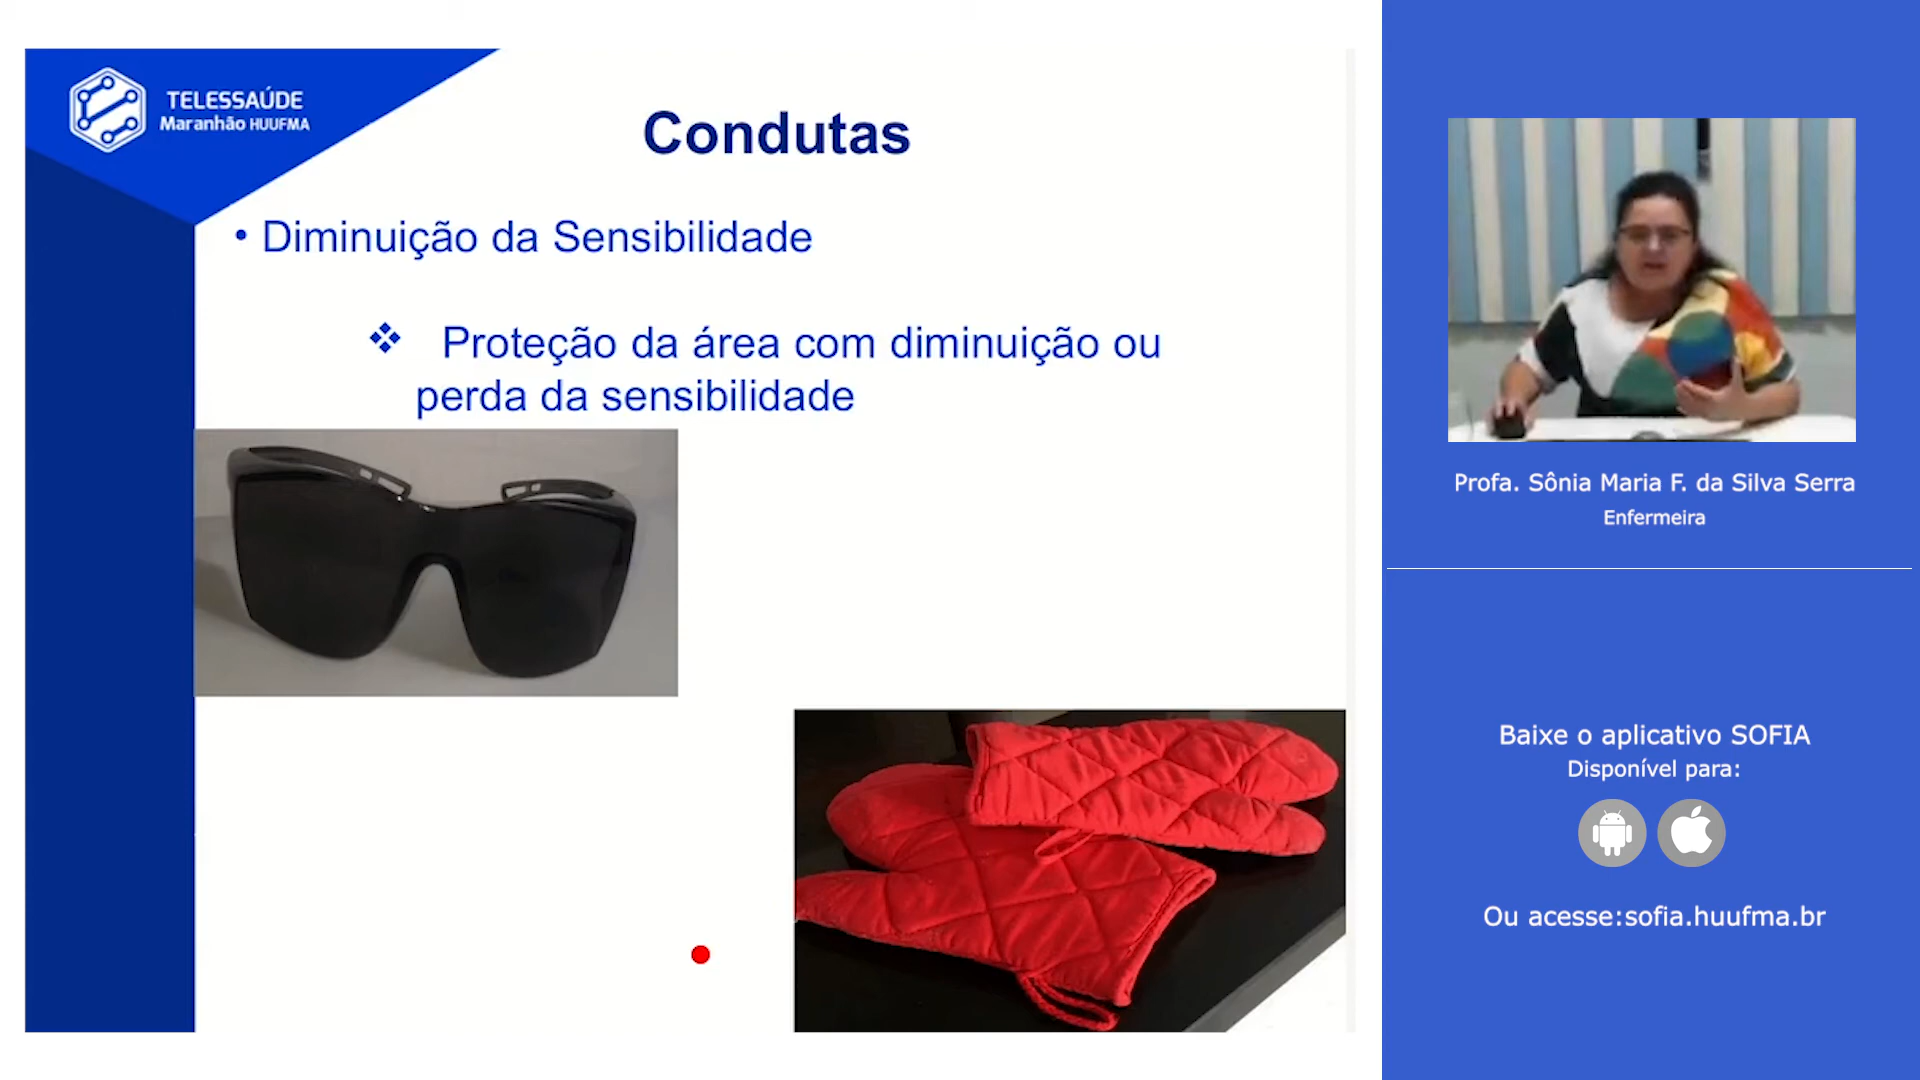 TELESSAÚDE
Maranhão HUUFMA
Condutas
• Diminuição da Sensibilidade
❖ Proteção da área com diminuição ou
perda da sensibilidade
Profa. Sônia Maria F. da Silva Serra
Enfermeira
Baixe o aplicativo SOFIA
Disponível para:
Ou acesse:sofia.huufma.br